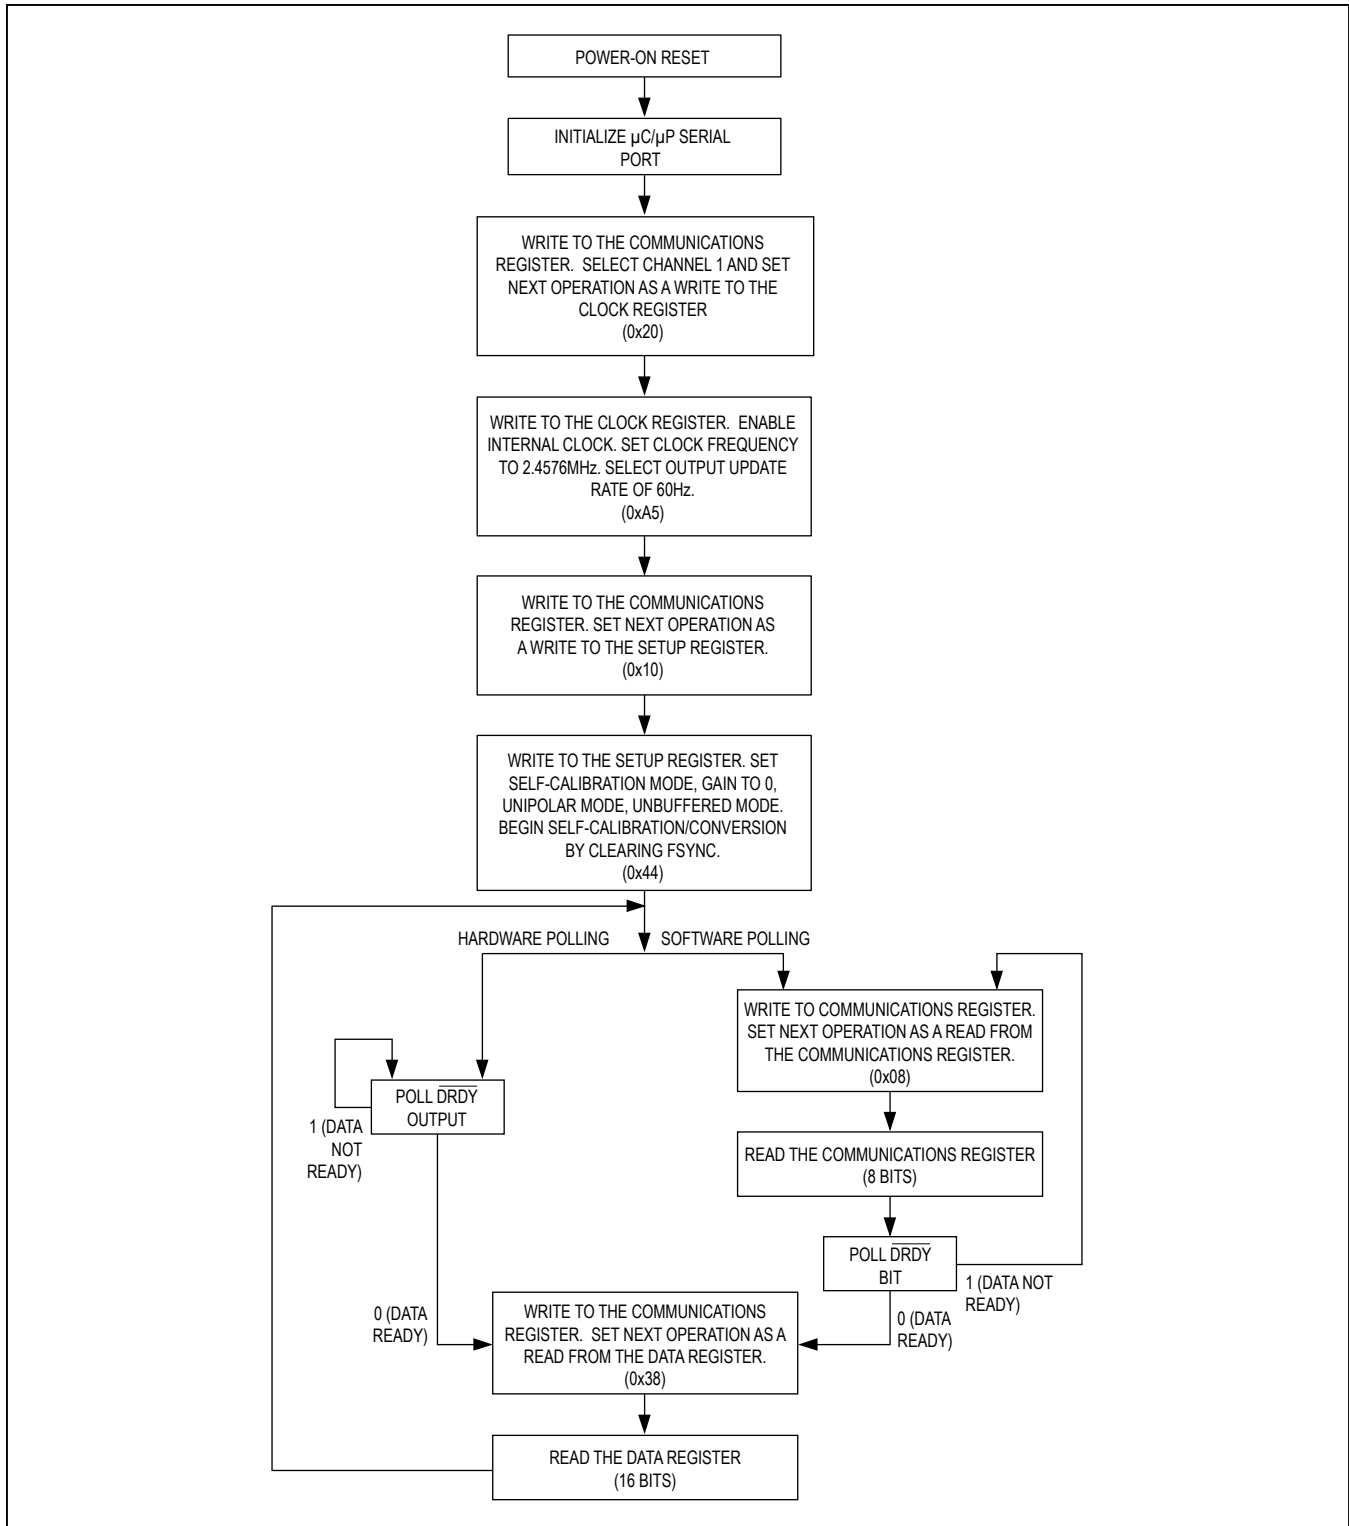 POWER-ON RESET
INITIALIZE µC/µP SERIAL
PORT
WRITE TO THE COMMUNICATIONS
REGISTER. SELECT CHANNEL 1 AND SET
NEXT OPERATION AS A WRITE TO THE
CLOCK REGISTER
(0x20)
WRITE TO THE CLOCK REGISTER. ENABLE
INTERNAL CLOCK. SET CLOCK FREQUENCY
TO 2.4576MHz. SELECT OUTPUT UPDATE
RATE OF 60Hz.
(0xA5)
WRITE TO THE COMMUNICATIONS
REGISTER. SET NEXT OPERATION AS
A WRITE TO THE SETUP REGISTER.
(0x10)
WRITE TO THE SETUP REGISTER. SET
SELF-CALIBRATION MODE, GAIN TO 0,
UNIPOLAR MODE, UNBUFFERED MODE.
BEGIN SELF-CALIBRATION/CONVERSION
BY CLEARING FSYNC.
(0x44)
HARDWARE POLLING
SOFTWARE POLLING
WRITE TO COMMUNICATIONS REGISTER.
SET NEXT OPERATION AS A READ FROM
THE COMMUNICATIONS REGISTER.
(0x08)
POLL D̅R̅D̅Y̅
OUTPUT
1 (DATA
NOT
READY)
READ THE COMMUNICATIONS REGISTER
(8 BITS)
POLL D̅R̅D̅Y̅
BIT
1 (DATA NOT
READY)
0 (DATA
READY)
0 (DATA
READY)
WRITE TO THE COMMUNICATIONS
REGISTER. SET NEXT OPERATION AS A
READ FROM THE DATA REGISTER.
(0x38)
READ THE DATA REGISTER
(16 BITS)